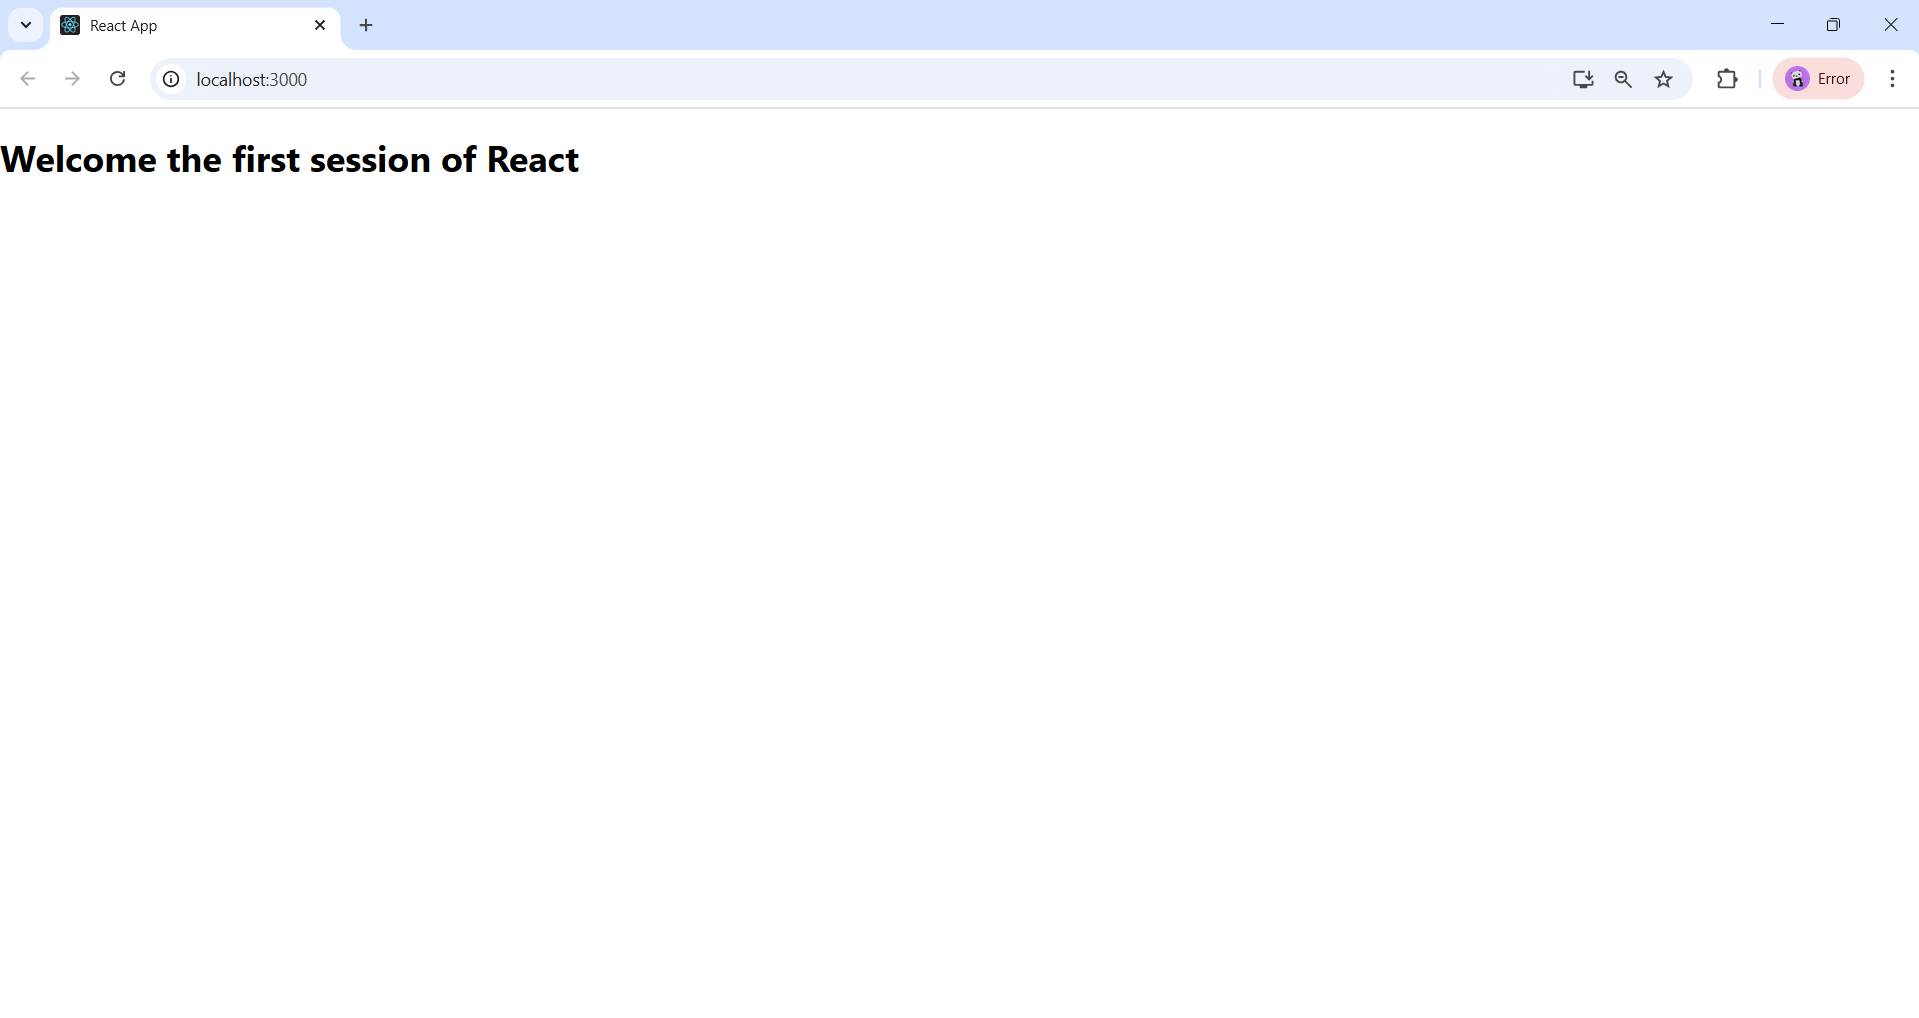 React App
localhost:3000
Error
Welcome the first session of React